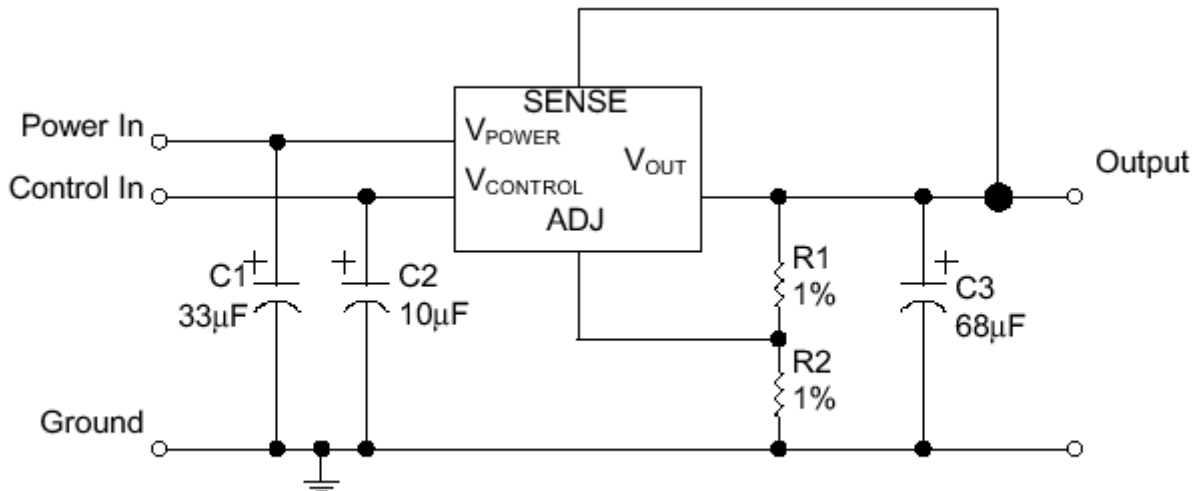 SENSE
Power In
VPOWER
VOUT
Output
Control In
VCONTROL
ADJ
+
C1
33μF
+
C2
10μF
R1
1%
+
C3
68μF
R2
1%
Ground